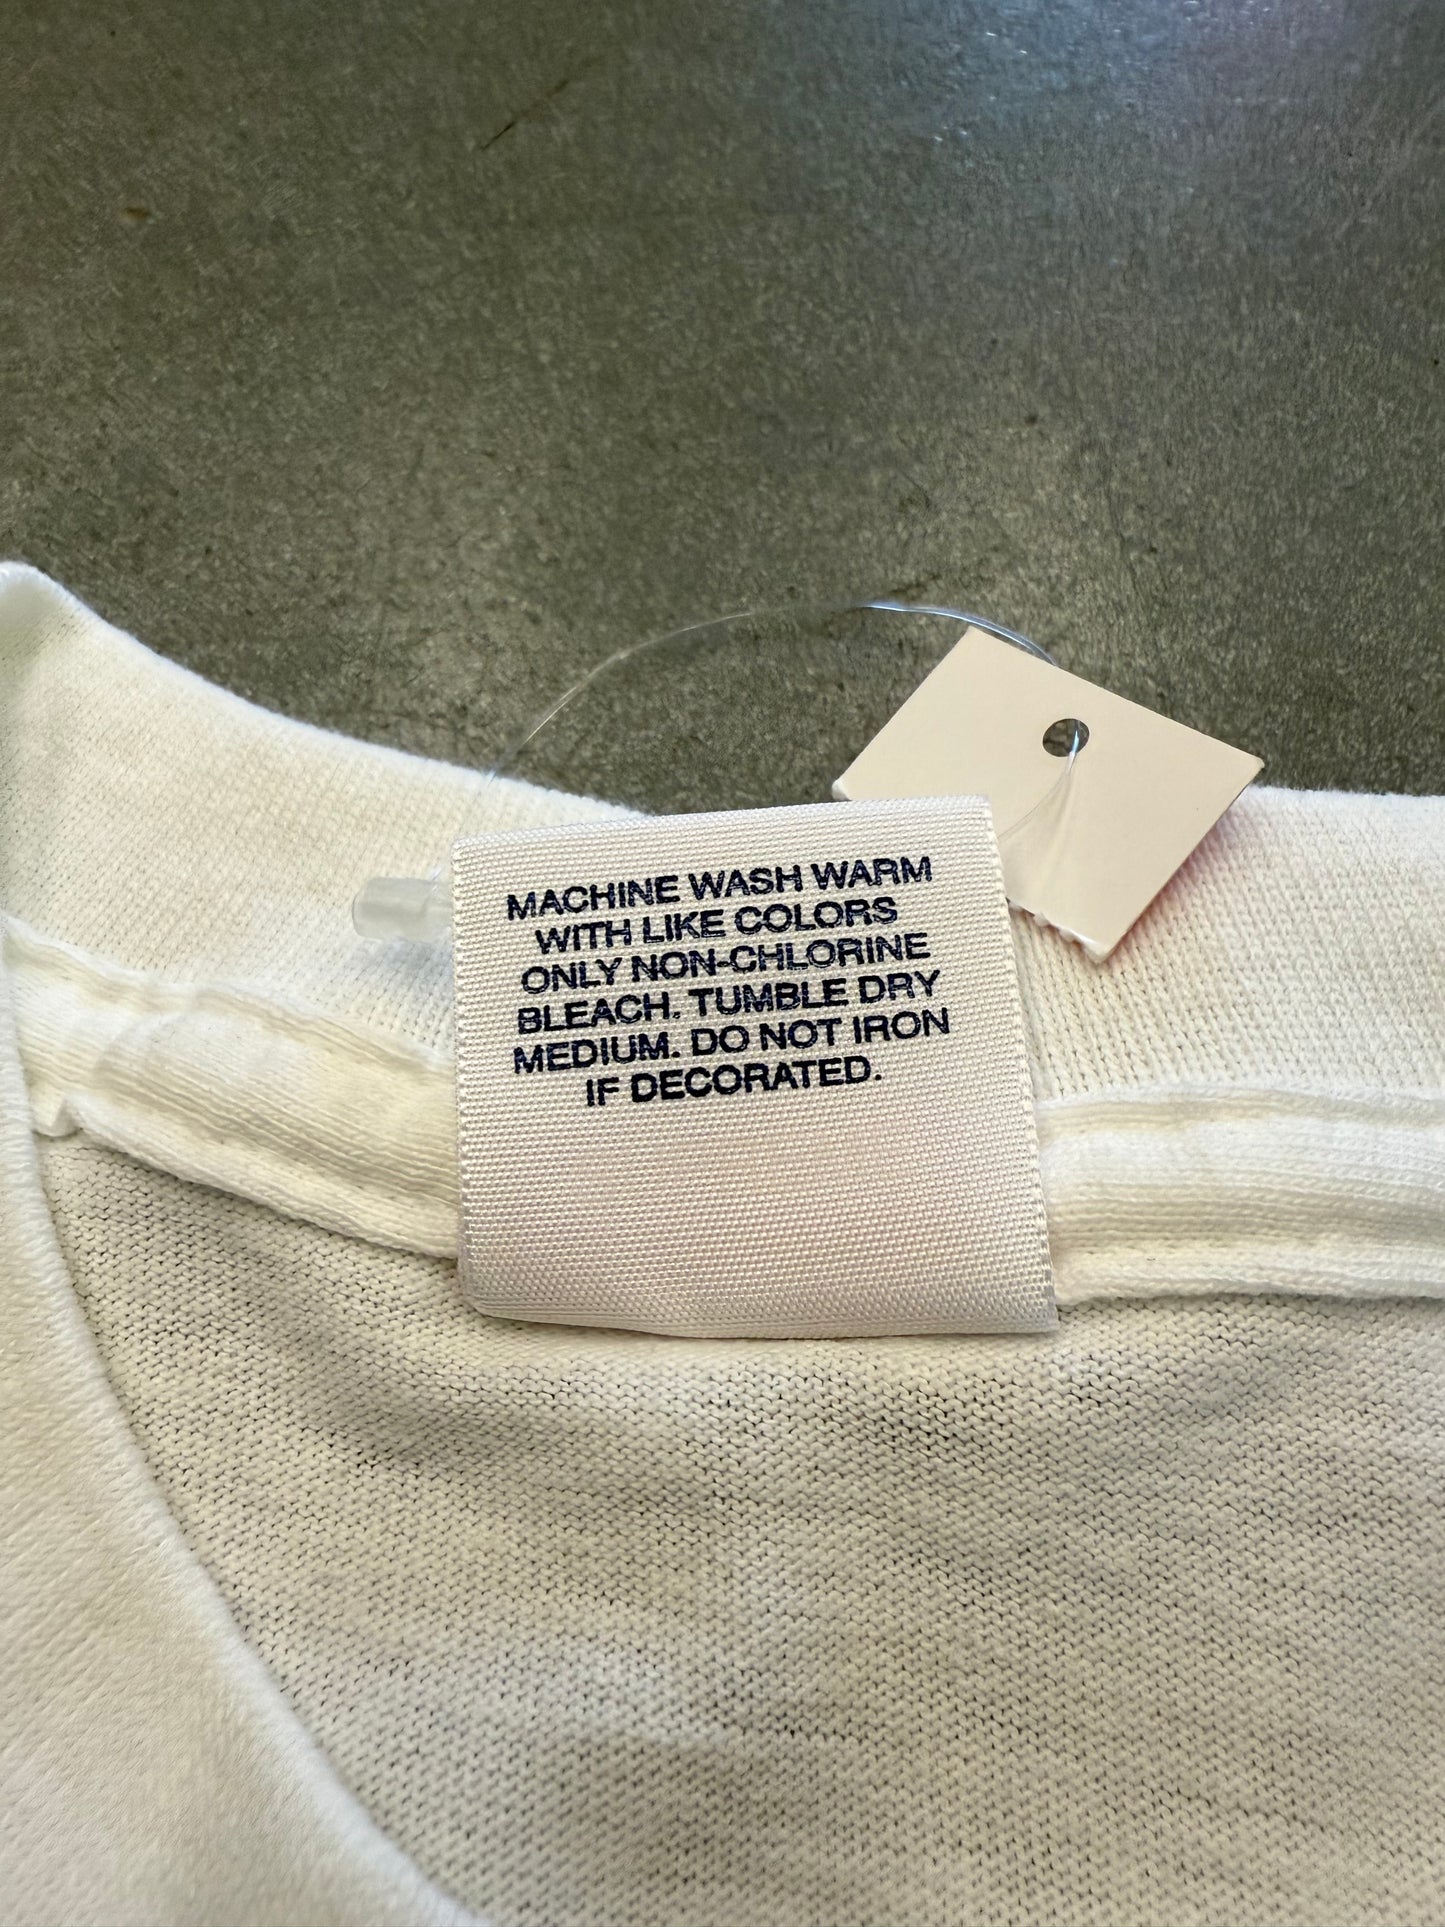 MACHINE WASH WARM
WITH LIKE COLORS
ONLY NON-CHLORINE
BLEACH. TUMBLE DRY
MEDIUM. DO NOT IRON
IF DECORATED.